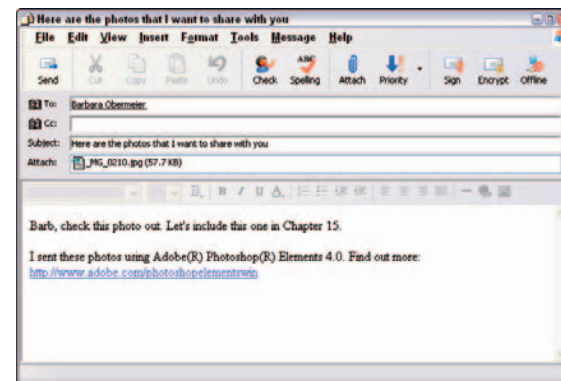 Here are the photos that I want to share with you
File Edit View Insert Format Tools Message Help
ABC
Send Cut Copy Paste Undo Check Spelling Attach Priority Sign Encrypt Offline
To: Barbara Obermeier
Cc:
Subject: Here are the photos that I want to share with you
Attach: _MG_0210.jpg (57.7 KB)
B I U A
Barb, check this photo out. Let's include this one in Chapter 15.
I sent these photos using Adobe(R) Photoshop(R) Elements 4.0. Find out more:
http://www.adobe.com/photoshopelementswin